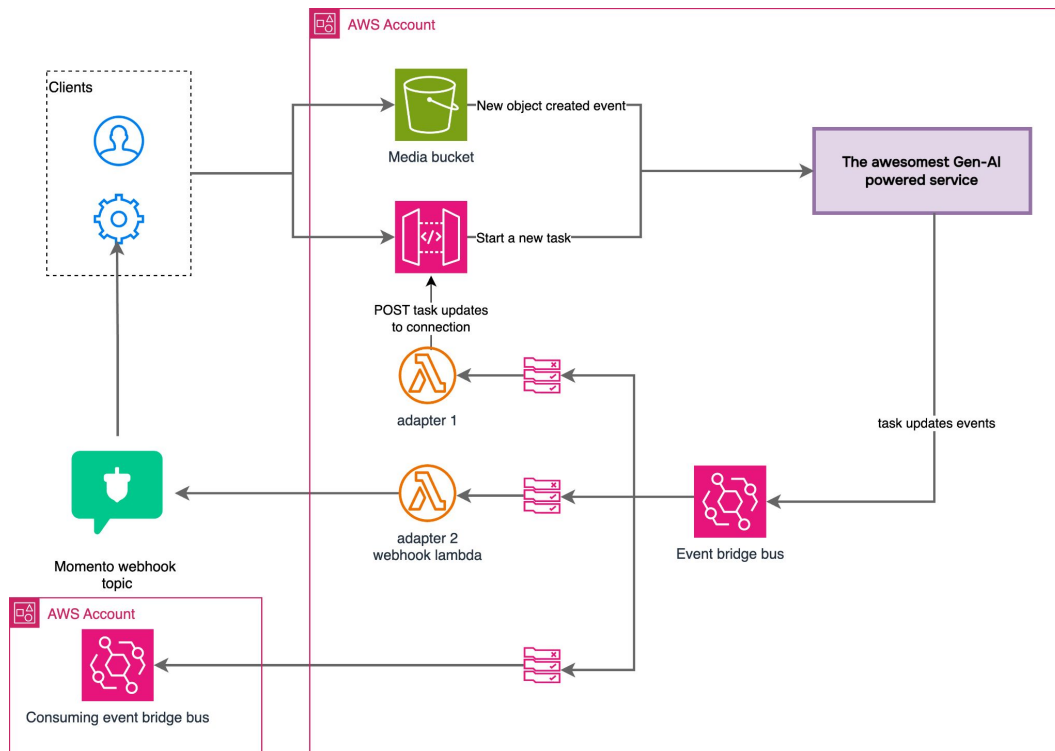 AWS Account
Clients
New object created event
Media bucket
The awesomest Gen-AI
powered service
Start a new task
POST task updates
to connection
adapter 1
task updates events
adapter 2
webhook lambda
Event bridge bus
Momento webhook
topic
AWS Account
Consuming event bridge bus